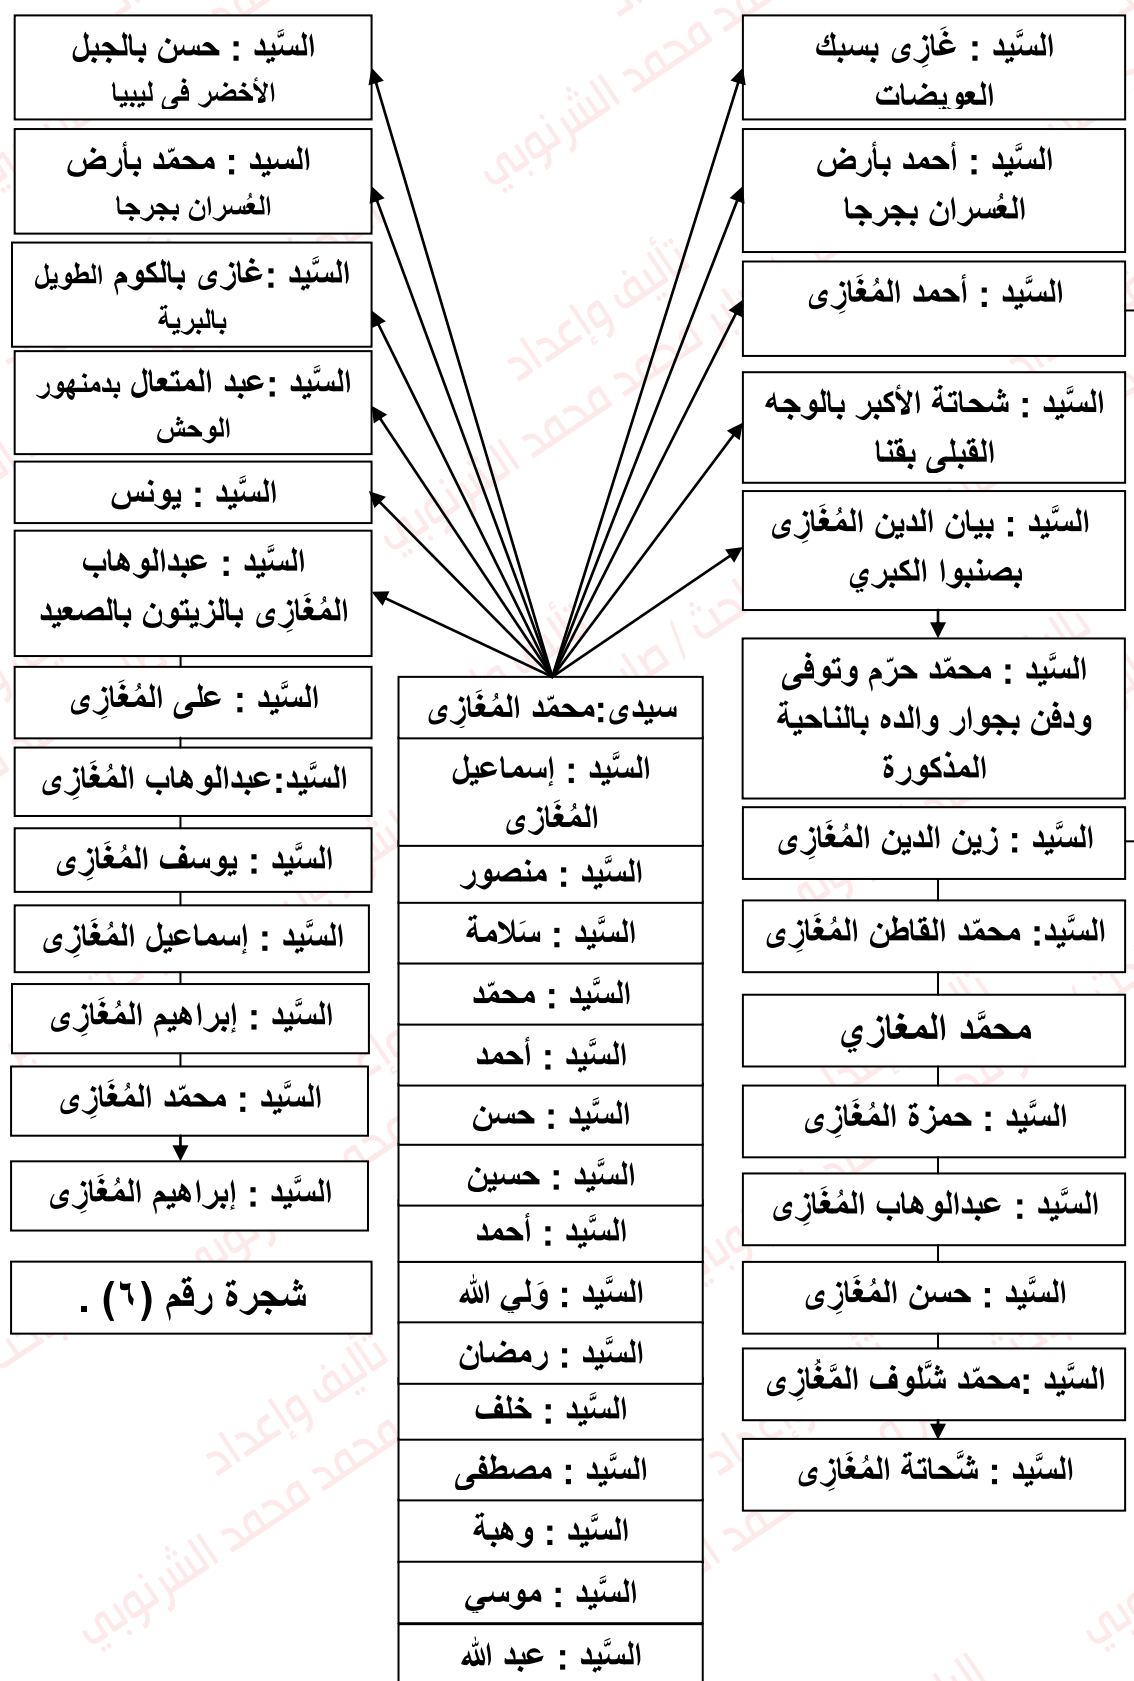 السَّيد : غَازِى بسبك
العويضات
السَّيد : أحمد بأرض
العُسران بجرجا
السَّيد : أحمد المُغَازِى
السَّيد : شحاتة الأكبر بالوجه
القبلى بقنا
السَّيد : بيان الدين المُغَازِى
بصنبوا الكبري
السَّيد : محمّد حرّم وتوفى
ودفن بجوار والده بالناحية
المذكورة
السَّيد : زين الدين المُغَازِى
السَّيد: محمّد القاطن المُغَازِى
محمَّد المغازي
السَّيد : حمزة المُغَازِى
السَّيد : عبدالوهاب المُغَازِى
السَّيد : حسن المُغَازِى
السَّيد :محمّد شَّلوف المَّغُازِى
السَّيد : شَّحاتة المُغَازِى
سيدى:محمّد المُغَازِى
السَّيد : إسماعيل
المُغَازى
السَّيد : منصور
السَّيد : سَلامة
السَّيد : محمّد
السَّيد : أحمد
السَّيد : حسن
السَّيد : حسين
السَّيد : أحمد
السَّيد : وَلي الله
السَّيد : رمضان
السَّيد : خلف
السَّيد : مصطفى
السَّيد : وهبة
السَّيد : موسي
السَّيد : عبد الله
السَّيد : حسن بالجبل
الأخضر فى ليبيا
السيد : محمّد بأرض
العُسران بجرجا
السَّيد :غازى بالكوم الطويل
بالبرية
السَّيد :عبد المتعال بدمنهور
الوحش
السَّيد : يونس
السَّيد : عبدالوهاب
المُغَازِى بالزيتون بالصعيد
السَّيد : على المُغَازِى
السَّيد:عبدالوهاب المُغَازِى
السَّيد : يوسف المُغَازِى
السَّيد : إسماعيل المُغَازِى
السَّيد : إبراهيم المُغَازِى
السَّيد : محمّد المُغَازِى
السَّيد : إبراهيم المُغَازِى
شجرة رقم (٦) .
تأليف وإعداد
محمد محمد الشرنوبي